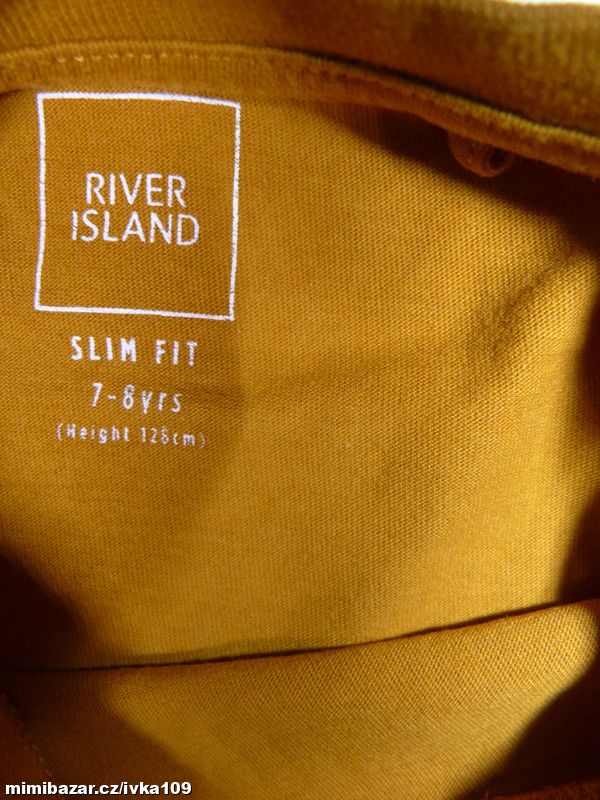 RIVER
ISLAND
SLIM FIT
7-8yrs
(Height 128cm)
mimibazar.cz/ivka109